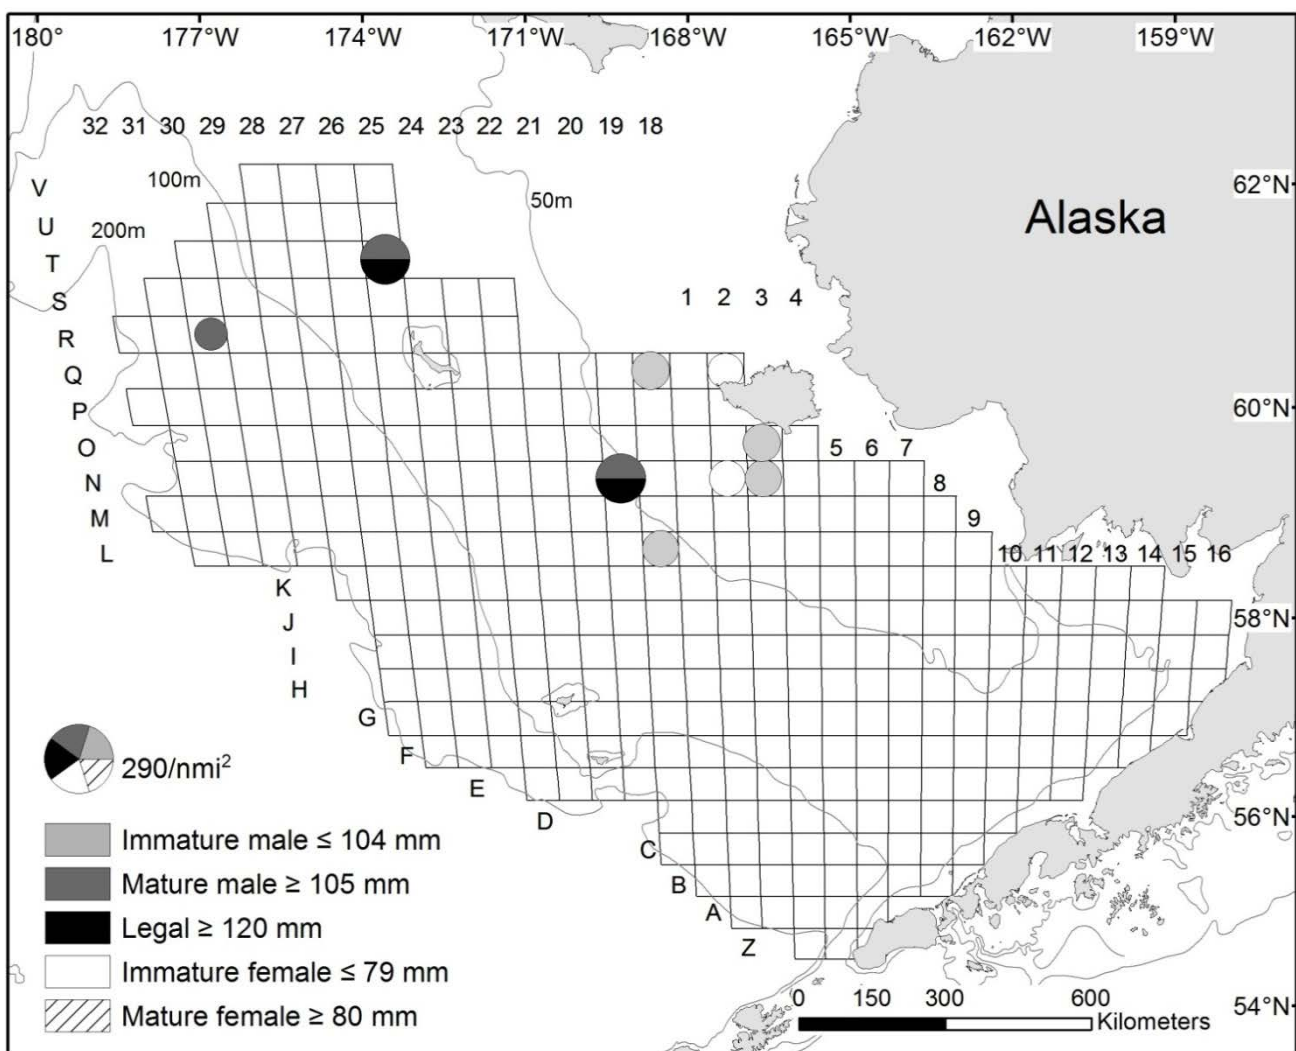 180° 177°W 174°W 171°W 168°W 165°W 162°W 159°W
32 31 30 29 28 27 26 25 24 23 22 21 20 19 18
V 100m 62°N
50m
U 200m Alaska
T
S 1 2 3 4
R
Q
P 60°N
O 5 6 7
N 8
M 9
L 10 11 12 13 14 15 16
K
J 58°N
I
H
G
F
E
D
290/nmi²
56°N
Immature male ≤ 104 mm
C
Mature male ≥ 105 mm
B
A
Legal ≥ 120 mm
Z
Immature female ≤ 79 mm
0 150 300 600
54°N
Mature female ≥ 80 mm
Kilometers